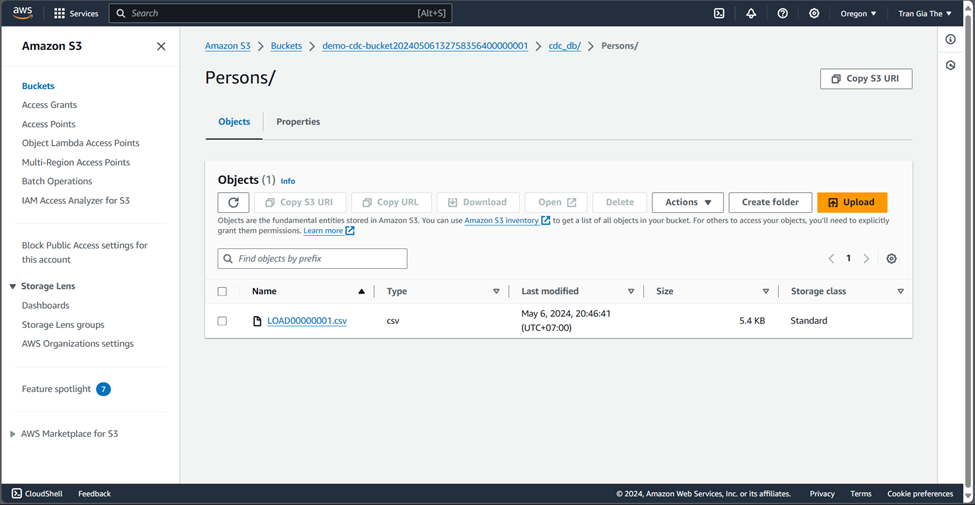 aws Services Search [Alt+S] Oregon ▼ Tran Gia The ▼
Amazon S3
Buckets
Access Grants
Access Points
Object Lambda Access Points
Multi-Region Access Points
Batch Operations
IAM Access Analyzer for S3
Block Public Access settings for
this account
Storage Lens
Dashboards
Storage Lens groups
AWS Organizations settings
Feature spotlight 7
AWS Marketplace for S3
Amazon S3 > Buckets > demo-cdc-bucket20240506132758356400000001 > cdc_db/ > Persons/
Persons/
Copy S3 URI
Objects Properties
Objects (1) Info
Copy S3 URI Copy URL Download Open Delete Actions ▼ Create folder Upload
Objects are the fundamental entities stored in Amazon S3. You can use Amazon S3 inventory to get a list of all objects in your bucket. For others to access your objects, you'll need to explicitly
grant them permissions. Learn more
Find objects by prefix
1
Name Type Last modified Size Storage class
LOAD00000001.csv csv May 6, 2024, 20:46:41 5.4 KB Standard
(UTC+07:00)
CloudShell Feedback © 2024, Amazon Web Services, Inc. or its affiliates. Privacy Terms Cookie preferences